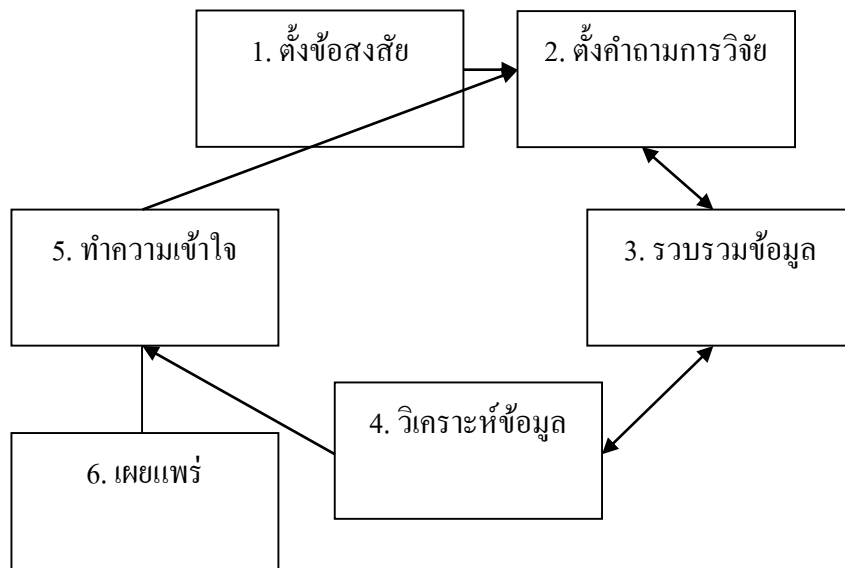 1. ตั้งข้อสงสัย
2. ตั้งคำถามการวิจัย
3. รวบรวมข้อมูล
4. วิเคราะห์ข้อมูล
5. ทำความเข้าใจ
6. เผยแพร่